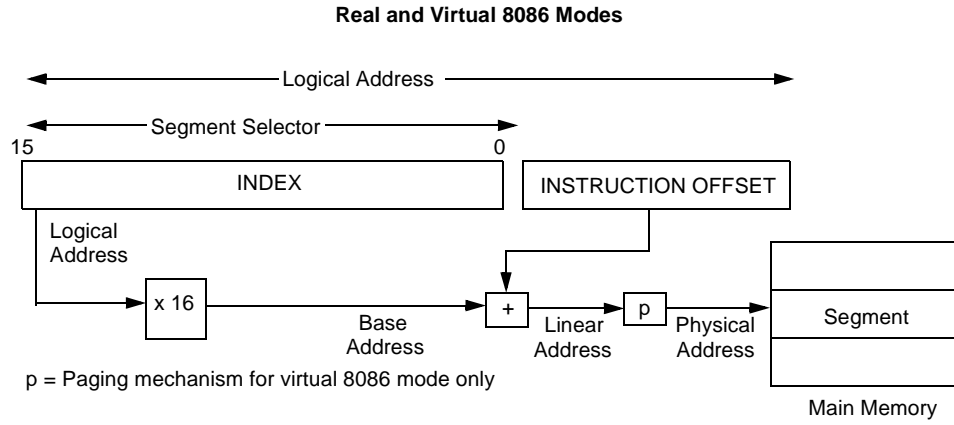 Real and Virtual 8086 Modes
Logical Address
Segment Selector
15
0
INDEX
INSTRUCTION OFFSET
Logical
Address
x 16
+
p
Base
Address
Linear
Address
Physical
Address
Segment
p = Paging mechanism for virtual 8086 mode only
Main Memory